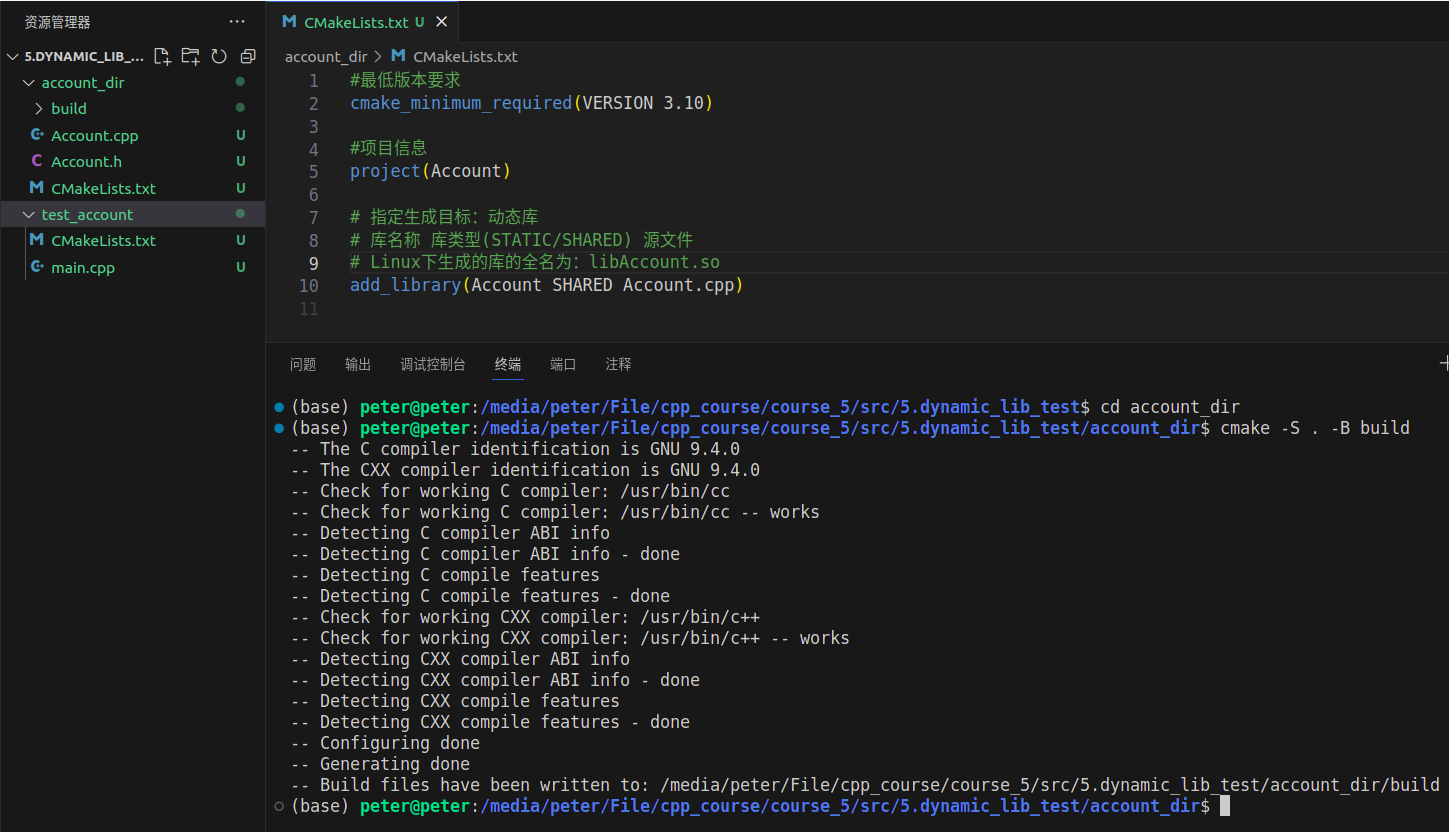 资源管理器
5.DYNAMIC_LIB_...
account_dir
build
Account.cpp U
Account.h U
CMakeLists.txt U
test_account
CMakeLists.txt U
main.cpp U
CMakeLists.txt U
account_dir > CMakeLists.txt
1 #最低版本要求
2 cmake_minimum_required(VERSION 3.10)
3
4 #项目信息
5 project(Account)
6
7 # 指定生成目标：动态库
8 # 库名称 库类型(STATIC/SHARED) 源文件
9 # Linux下生成的库的全名为：libAccount.so
10 add_library(Account SHARED Account.cpp)
11
问题 输出 调试控制台 终端 端口 注释
(base) peter@peter:/media/peter/File/cpp_course/course_5/src/5.dynamic_lib_test$ cd account_dir
(base) peter@peter:/media/peter/File/cpp_course/course_5/src/5.dynamic_lib_test/account_dir$ cmake -S . -B build
-- The C compiler identification is GNU 9.4.0
-- The CXX compiler identification is GNU 9.4.0
-- Check for working C compiler: /usr/bin/cc
-- Check for working C compiler: /usr/bin/cc -- works
-- Detecting C compiler ABI info
-- Detecting C compiler ABI info - done
-- Detecting C compile features
-- Detecting C compile features - done
-- Check for working CXX compiler: /usr/bin/c++
-- Check for working CXX compiler: /usr/bin/c++ -- works
-- Detecting CXX compiler ABI info
-- Detecting CXX compiler ABI info - done
-- Detecting CXX compile features
-- Detecting CXX compile features - done
-- Configuring done
-- Generating done
-- Build files have been written to: /media/peter/File/cpp_course/course_5/src/5.dynamic_lib_test/account_dir/build
(base) peter@peter:/media/peter/File/cpp_course/course_5/src/5.dynamic_lib_test/account_dir$